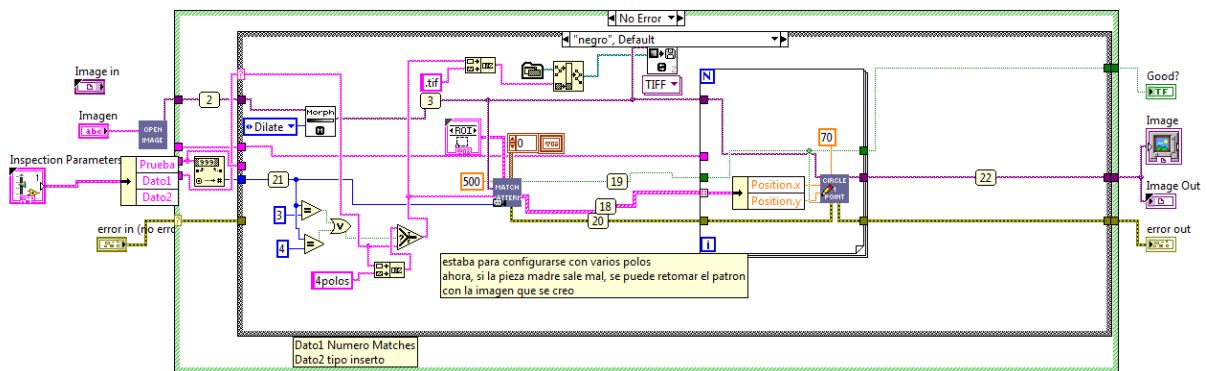 No Error
"negro", Default
Image in
2
Imagen
abc
OPEN
IMAGE
Inspection Parameters
Prueba
Dato1
Dato2
error in (no erro
Morph
Dilate
.tif
3
TIFF
ROI
0
500
MATCH
21
3
4
4polos
19
18
20
N
i
Position.x
Position.y
70
CIRCLE
POINT
22
estaba para configurarse con varios polos
ahora, si la pieza madre sale mal, se puede retomar el patron
con la imagen que se creo
Dato1 Numero Matches
Dato2 tipo inserto
Good?
TF
Image
Image Out
error out